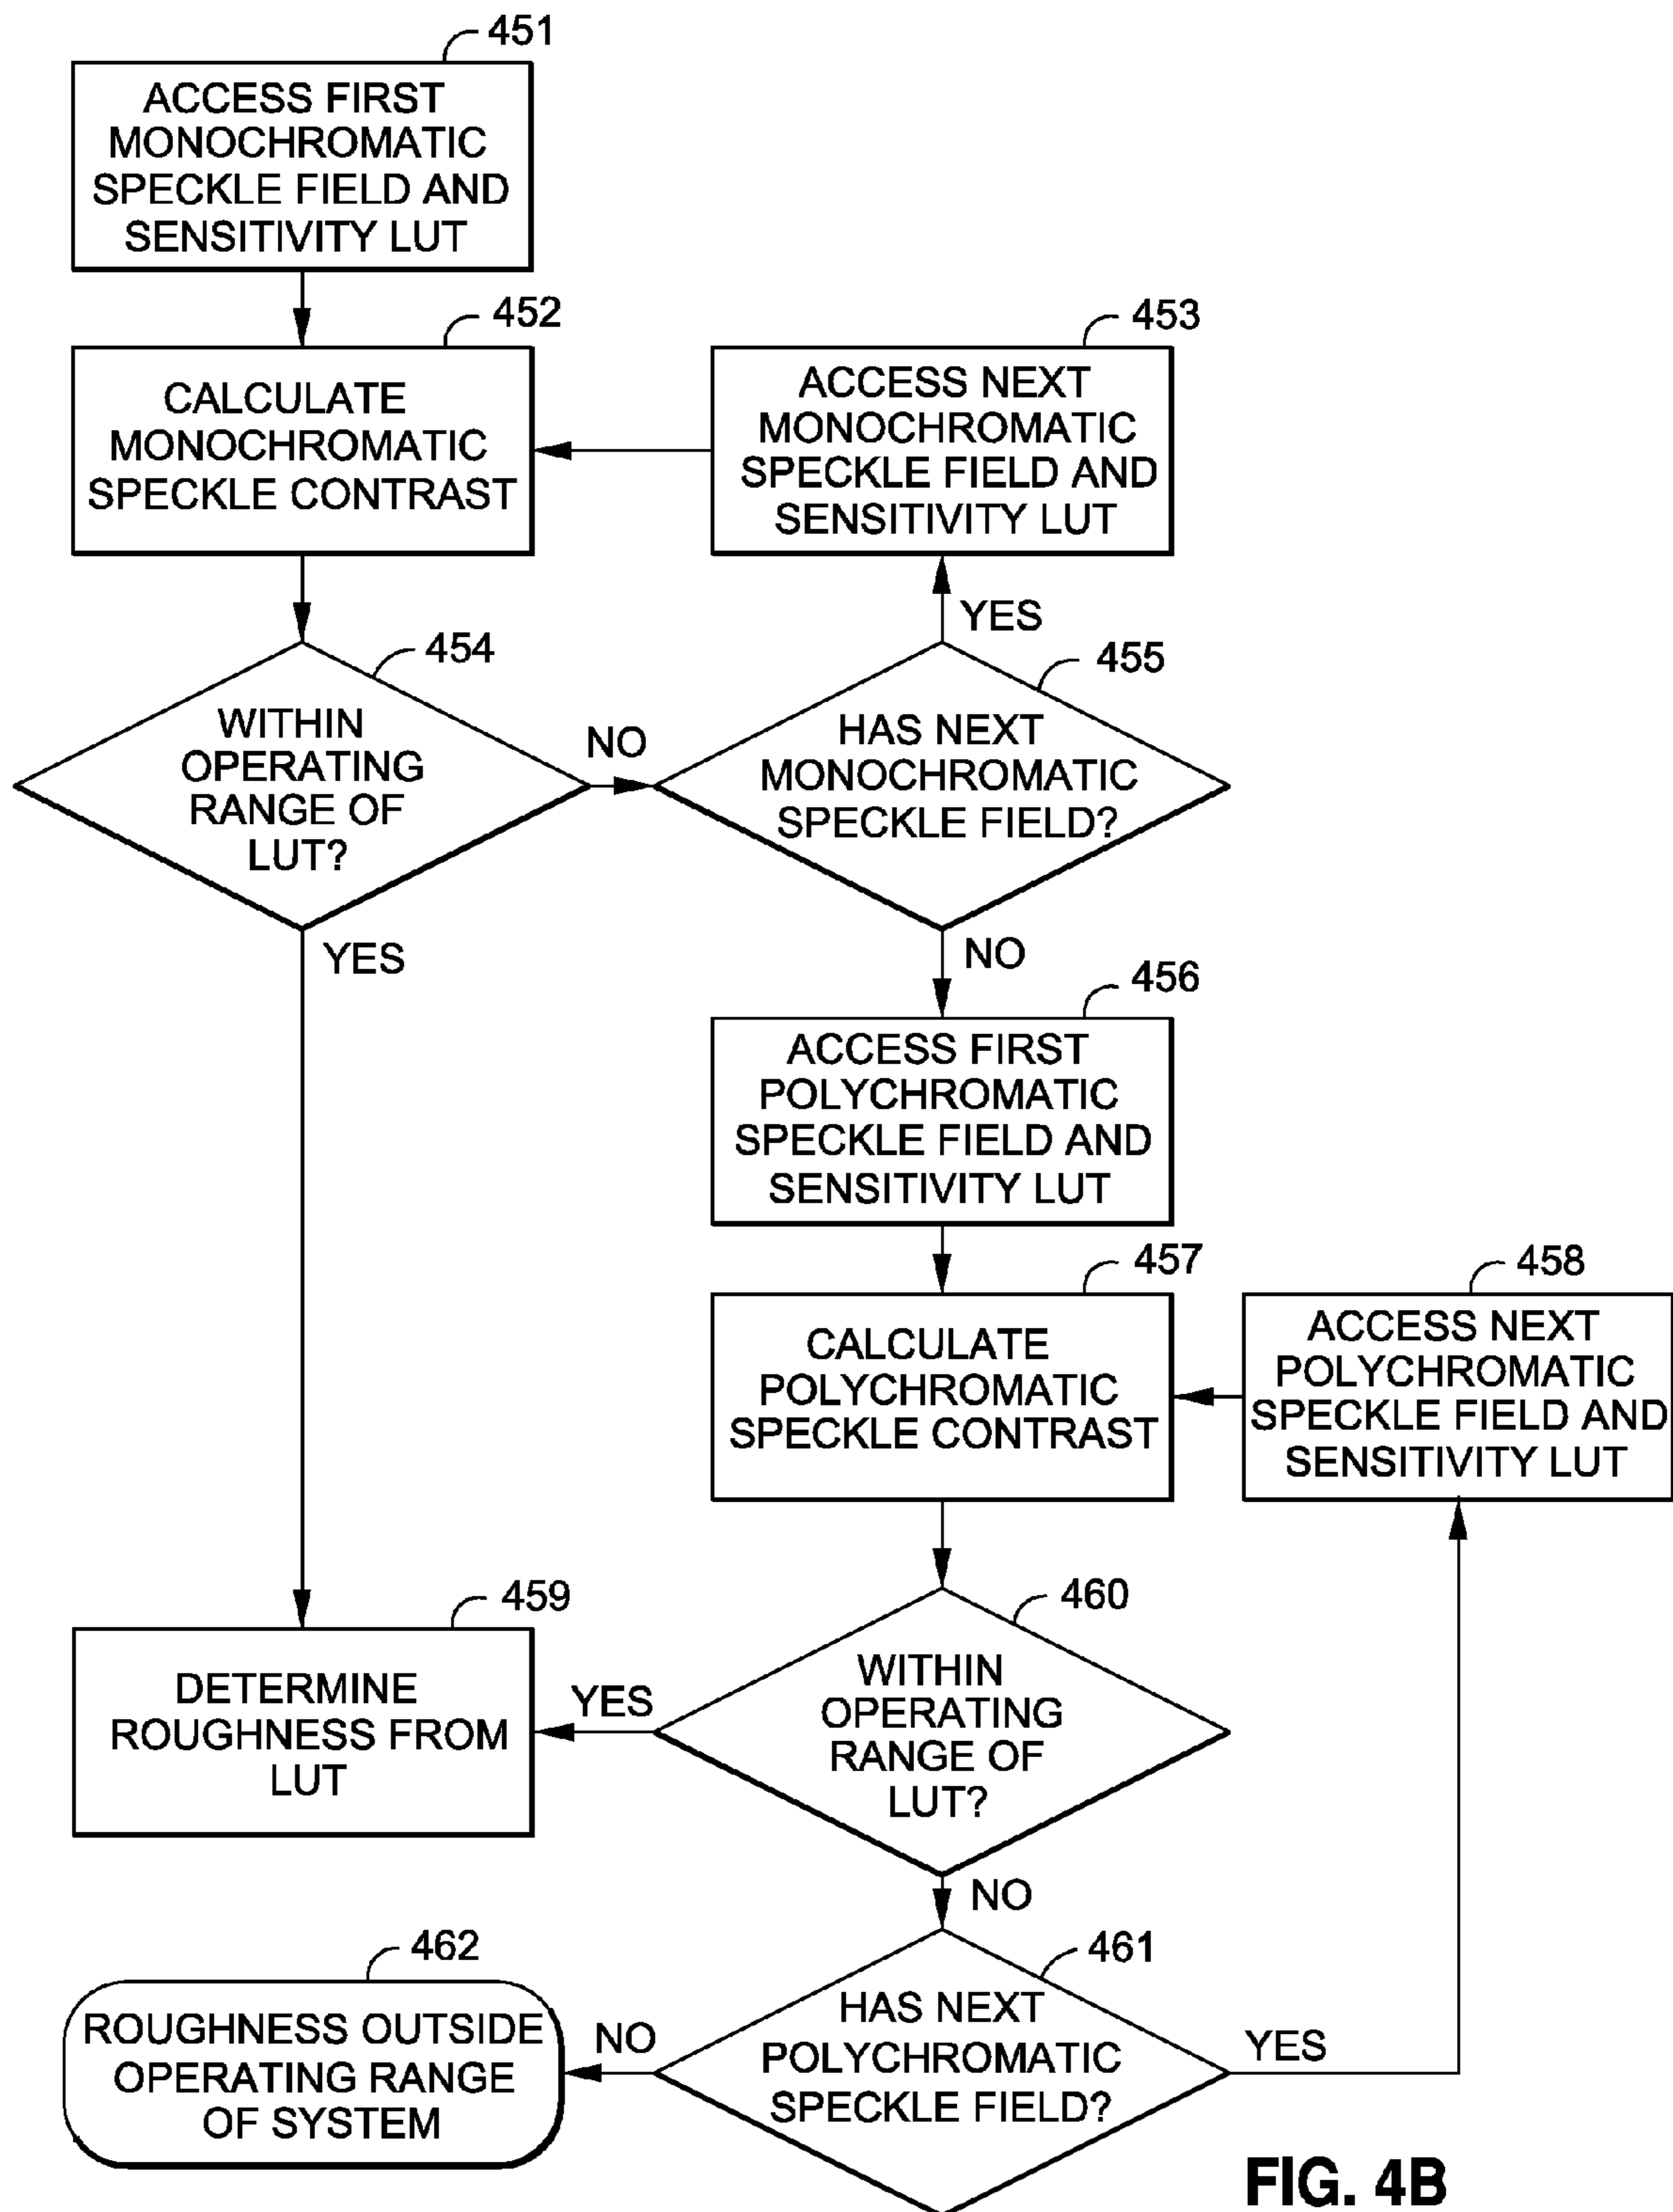 451
ACCESS FIRST
MONOCHROMATIC
SPECKLE FIELD AND
SENSITIVITY LUT
452
CALCULATE
MONOCHROMATIC
SPECKLE CONTRAST
453
ACCESS NEXT
MONOCHROMATIC
SPECKLE FIELD AND
SENSITIVITY LUT
YES
454
WITHIN
OPERATING
RANGE OF
LUT?
NO
455
HAS NEXT
MONOCHROMATIC
SPECKLE FIELD?
YES
NO
456
ACCESS FIRST
POLYCHROMATIC
SPECKLE FIELD AND
SENSITIVITY LUT
457
CALCULATE
POLYCHROMATIC
SPECKLE CONTRAST
458
ACCESS NEXT
POLYCHROMATIC
SPECKLE FIELD AND
SENSITIVITY LUT
459
DETERMINE
ROUGHNESS FROM
LUT
YES
460
WITHIN
OPERATING
RANGE OF
LUT?
NO
461
HAS NEXT
POLYCHROMATIC
SPECKLE FIELD?
YES
NO
462
ROUGHNESS OUTSIDE
OPERATING RANGE
OF SYSTEM
FIG. 4B